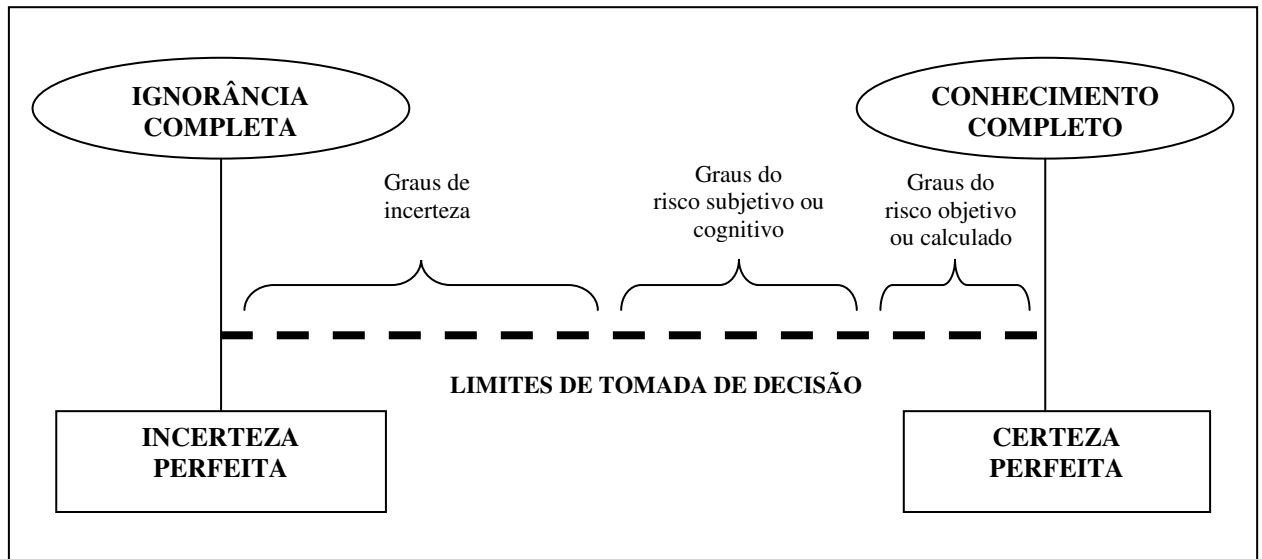 IGNORÂNCIA
COMPLETA
CONHECIMENTO
COMPLETO
Graus de
incerteza
Graus do
risco subjetivo ou
cognitivo
Graus do
risco objetivo
ou calculado
LIMITES DE TOMADA DE DECISÃO
INCERTEZA
PERFEITA
CERTEZA
PERFEITA